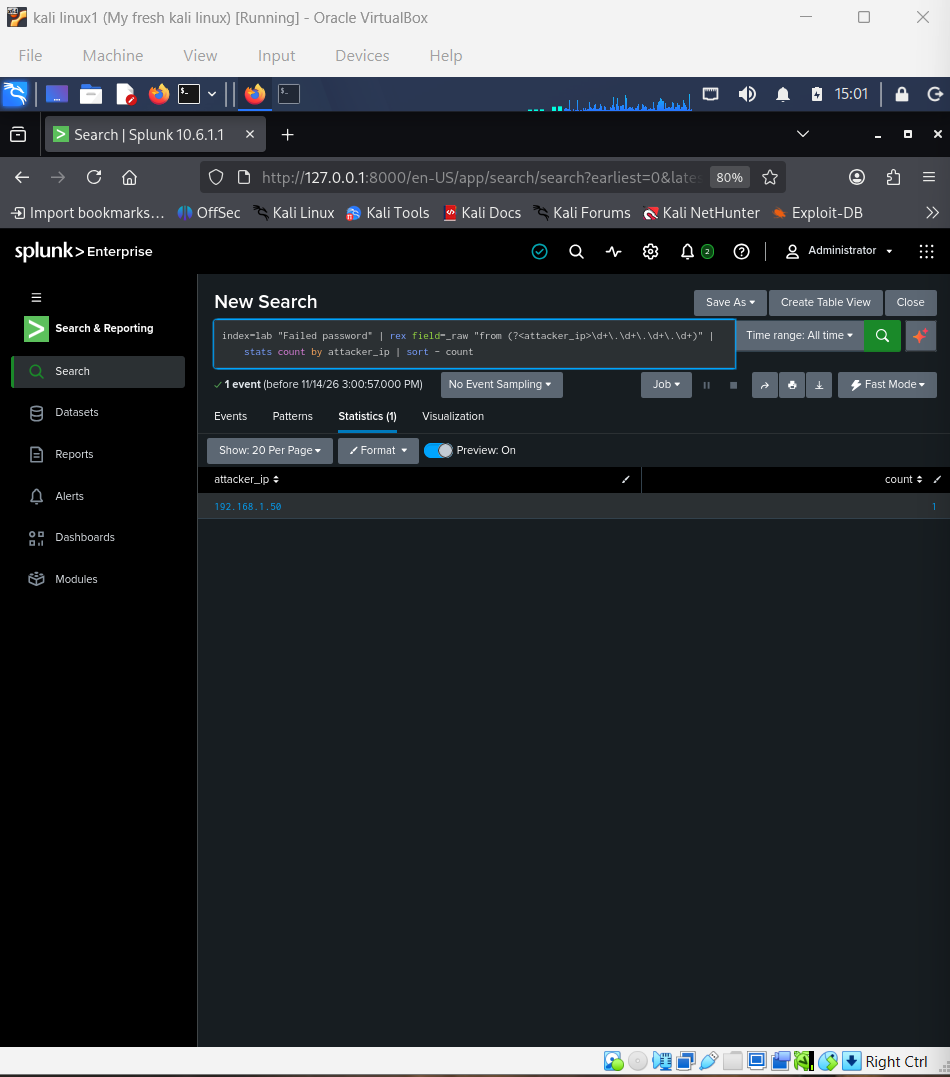 kali linux1 (My fresh kali linux) [Running] - Oracle VirtualBox
File Machine View Input Devices Help
15:01
Search | Splunk 10.6.1.1
http://127.0.0.1:8000/en-US/app/search/search?earliest=0&late 80%
Import bookmarks... OffSec Kali Linux Kali Tools Kali Docs Kali Forums Kali NetHunter Exploit-DB
splunk>Enterprise 2 Administrator
New Search
Save As Create Table View Close
Search & Reporting
Search
Datasets
Reports
Alerts
Dashboards
Modules
index=lab "Failed password" | rex field=_raw "from (?<attacker_ip>\d+\.\d+\.\d+\.\d+)" |
stats count by attacker_ip | sort - count
Time range: All time
1 event (before 11/14/26 3:00:57.000 PM) No Event Sampling Job Fast Mode
Events Patterns Statistics (1) Visualization
Show: 20 Per Page Format Preview: On
attacker_ip count
192.168.1.50 1
Right Ctrl